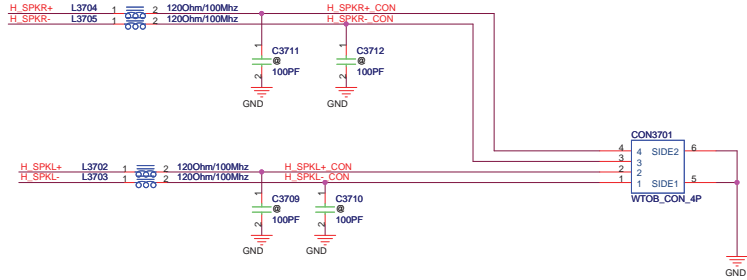 H_SPKR+ L3704 1 2 120Ohm/100Mhz H_SPKR+_CON
H_SPKR- L3705 1 2 120Ohm/100Mhz H_SPKR-_CON
1 C3711 1 C3712
@ @
2 100PF 2 100PF
GND GND
CON3701
4 4 SIDE2 6
3 3
2 2
1 1 SIDE1 5
WTOB_CON_4P
H_SPKL+ L3702 1 2 120Ohm/100Mhz H_SPKL+_CON
H_SPKL- L3703 1 2 120Ohm/100Mhz H_SPKL-_CON
1 C3709 1 C3710
@ @
2 100PF 2 100PF
GND GND
GND